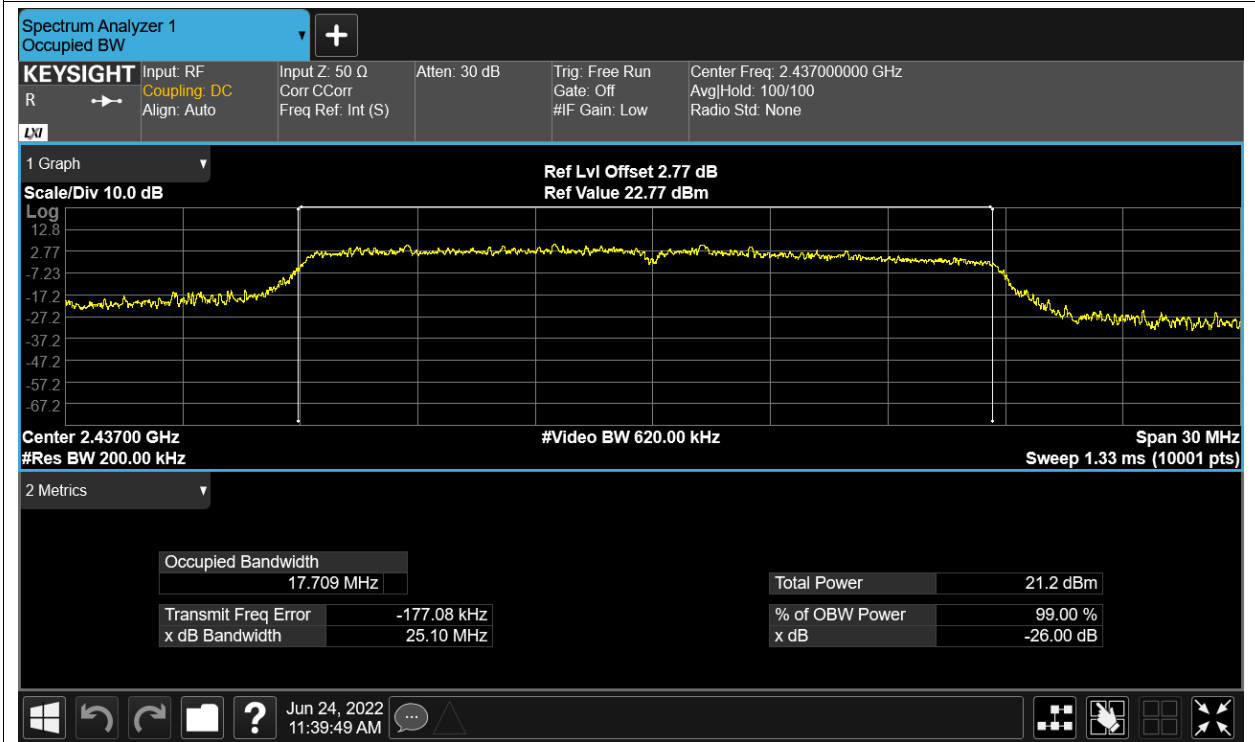 Spectrum Analyzer 1
Occupied BW
KEYSIGHT Input: RF Input Z: 50 Ω Atten: 30 dB Trig: Free Run Center Freq: 2.437000000 GHz
R Coupling: DC Corr CCorr Gate: Off Avg|Hold: 100/100
Align: Auto Freq Ref: Int (S) #IF Gain: Low Radio Std: None
LXI
1 Graph
Ref Lvl Offset 2.77 dB
Scale/Div 10.0 dB Ref Value 22.77 dBm
Log
12.8
2.77
-7.23
-17.2
-27.2
-37.2
-47.2
-57.2
-67.2
Center 2.43700 GHz #Video BW 620.00 kHz Span 30 MHz
#Res BW 200.00 kHz Sweep 1.33 ms (10001 pts)
2 Metrics
Occupied Bandwidth
17.709 MHz
Total Power 21.2 dBm
Transmit Freq Error -177.08 kHz % of OBW Power 99.00 %
x dB Bandwidth 25.10 MHz x dB -26.00 dB
? Jun 24, 2022
11:39:49 AM